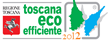 REGIONE
TOSCANA
toscana
eco
efficiente
2012